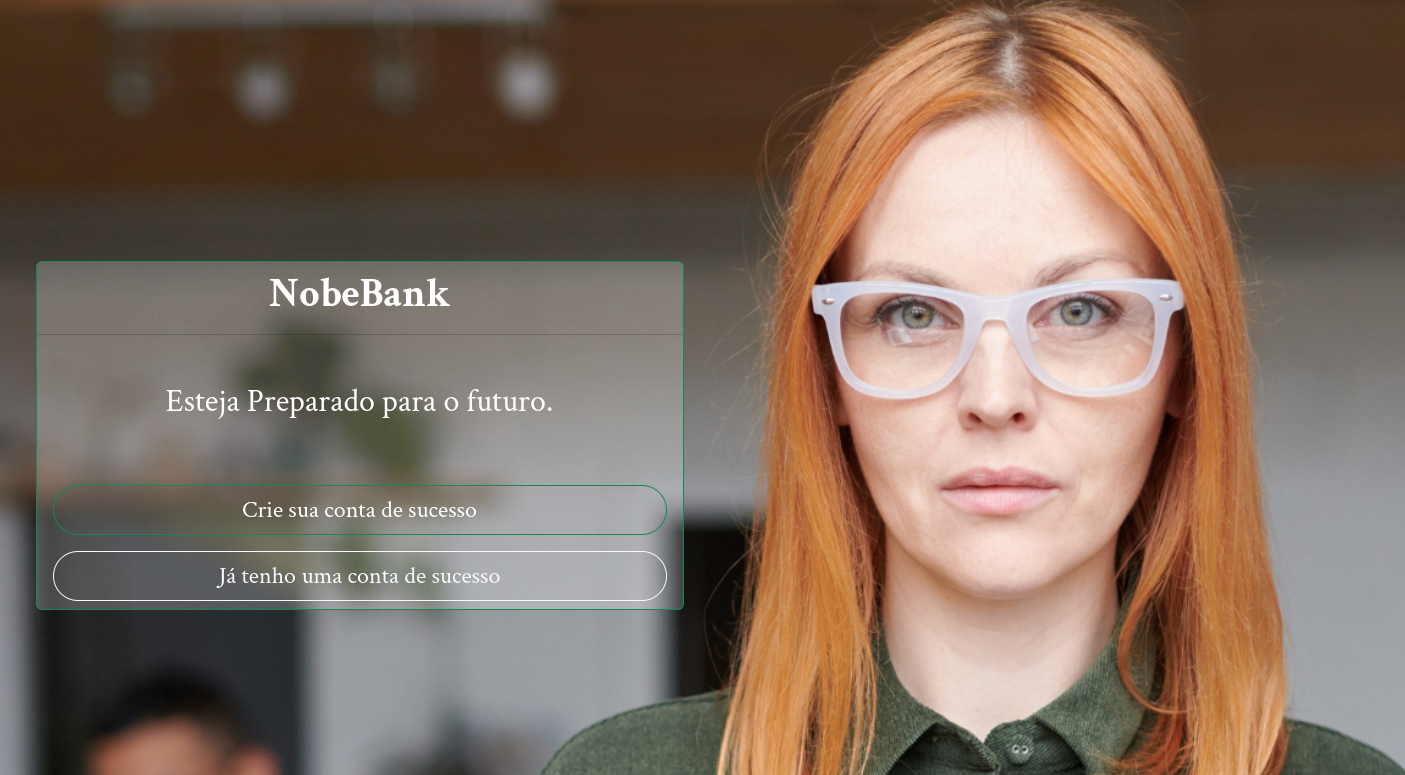 NobeBank
Esteja Preparado para o futuro.
Crie sua conta de sucesso
Já tenho uma conta de sucesso